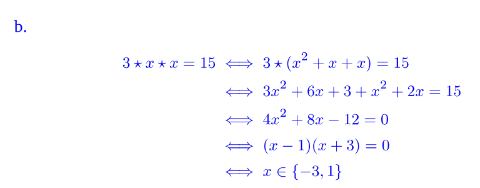 b.
3 ⋆ x ⋆ x = 15 ⟺ 3 ⋆ (x² + x + x) = 15
⟺ 3x² + 6x + 3 + x² + 2x = 15
⟺ 4x² + 8x − 12 = 0
⟺ (x − 1)(x + 3) = 0
⟺ x ∈ {−3, 1}